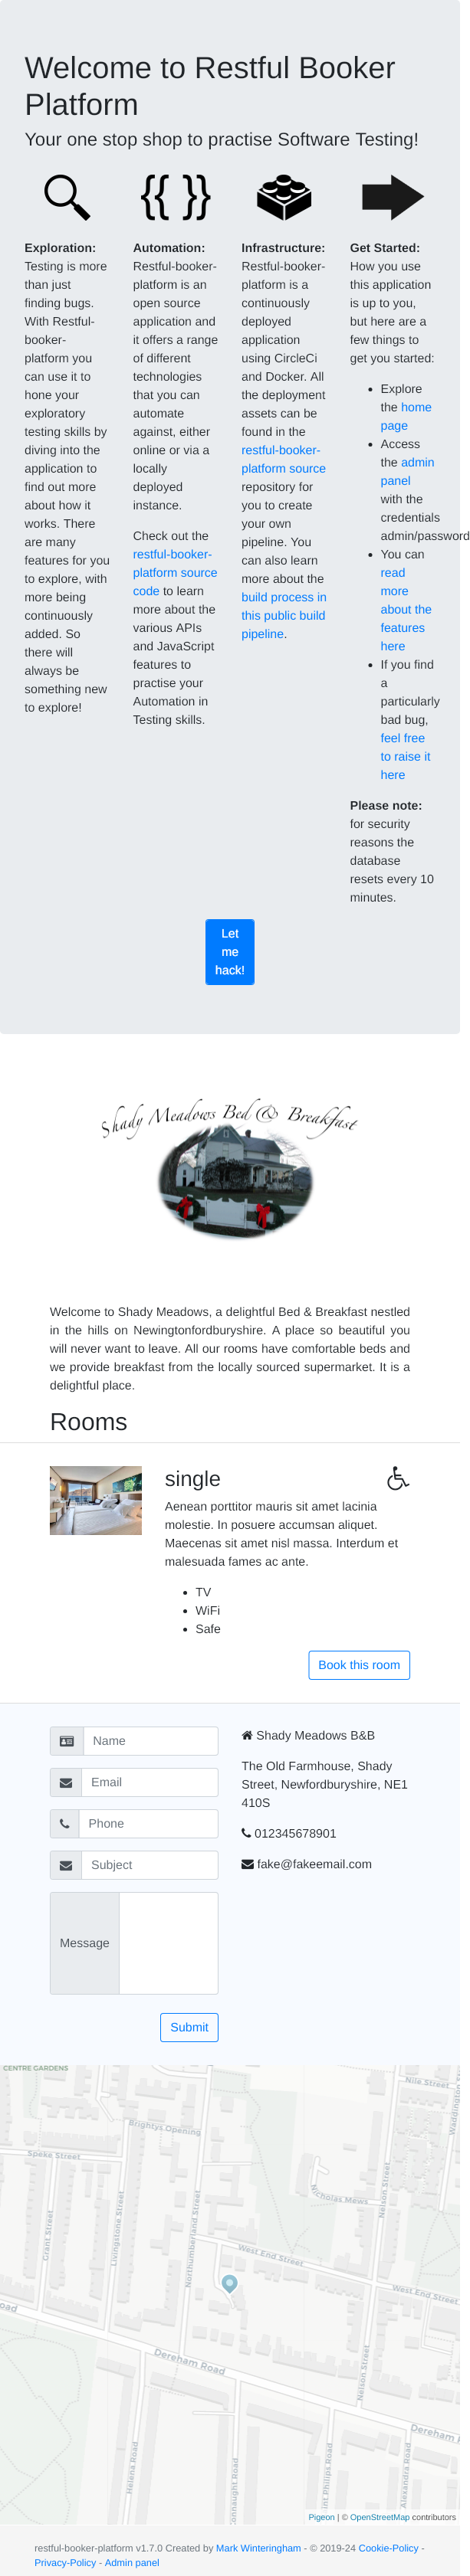 Welcome to Restful Booker
Platform
Your one stop shop to practise Software Testing!
Exploration:
Testing is more
than just
finding bugs.
With Restful-
booker-
platform you
can use it to
hone your
exploratory
testing skills by
diving into the
application to
find out more
about how it
works. There
are many
features for you
to explore, with
more being
continuously
added. So
there will
always be
something new
to explore!
Automation:
Restful-booker-
platform is an
open source
application and
it offers a range
of different
technologies
that you can
automate
against, either
online or via a
locally
deployed
instance.
Check out the
restful-booker-
platform source
code to learn
more about the
various APIs
and JavaScript
features to
practise your
Automation in
Testing skills.
Infrastructure:
Restful-booker-
platform is a
continuously
deployed
application
using CircleCi
and Docker. All
the deployment
assets can be
found in the
restful-booker-
platform source
repository for
you to create
your own
pipeline. You
can also learn
more about the
build process in
this public build
pipeline.
Get Started:
How you use
this application
is up to you,
but here are a
few things to
get you started:
• Explore
the home
page
• Access
the admin
panel
with the
credentials
admin/password
• You can
read
more
about the
features
here
• If you find
a
particularly
bad bug,
feel free
to raise it
here
Please note:
for security
reasons the
database
resets every 10
minutes.
Let
me
hack!
Shady Meadows Bed & Breakfast
Welcome to Shady Meadows, a delightful Bed & Breakfast nestled
in the hills on Newingtonfordburyshire. A place so beautiful you
will never want to leave. All our rooms have comfortable beds and
we provide breakfast from the locally sourced supermarket. It is a
delightful place.
Rooms
single
Aenean porttitor mauris sit amet lacinia
molestie. In posuere accumsan aliquet.
Maecenas sit amet nisl massa. Interdum et
malesuada fames ac ante.
• TV
• WiFi
• Safe
Book this room
Name
Email
Phone
Subject
Message
Submit
Shady Meadows B&B
The Old Farmhouse, Shady
Street, Newfordburyshire, NE1
410S
012345678901
fake@fakeemail.com
CENTRE GARDENS
Nile Street
Waddington St
Brightys Opening
Speke Street
Nicholas Mews
Nelson Street
Grant Street
Livingstone Street
Northumberland Street
West End Street
West End Street
oad
Dereham Road
Nelson Street
Dereham R
Helena Road
Connaught Road
int Philips Road
Alexandra Road
Pigeon | © OpenStreetMap contributors
restful-booker-platform v1.7.0 Created by Mark Winteringham - © 2019-24 Cookie-Policy -
Privacy-Policy - Admin panel